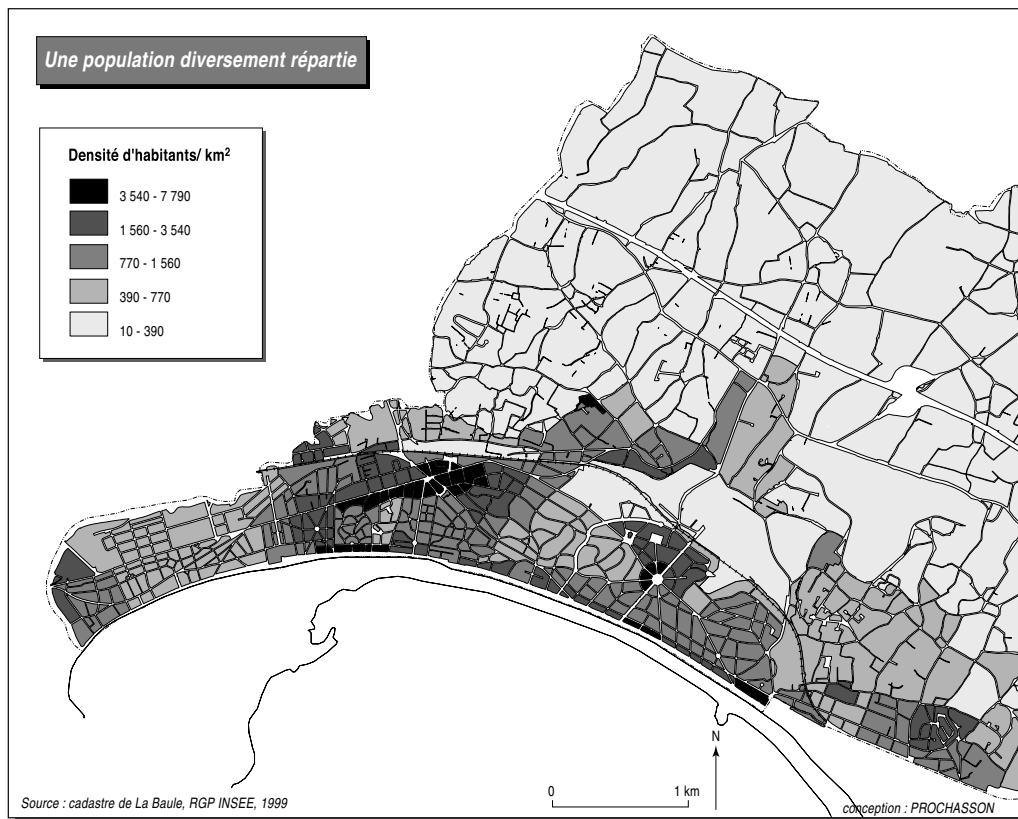 Une population diversement répartie
Densité d'habitants/ km²
3 540 - 7 790
1 560 - 3 540
770 - 1 560
390 - 770
10 - 390
N
0 1 km
Source : cadastre de La Baule, RGP INSEE, 1999
conception : PROCHASSON